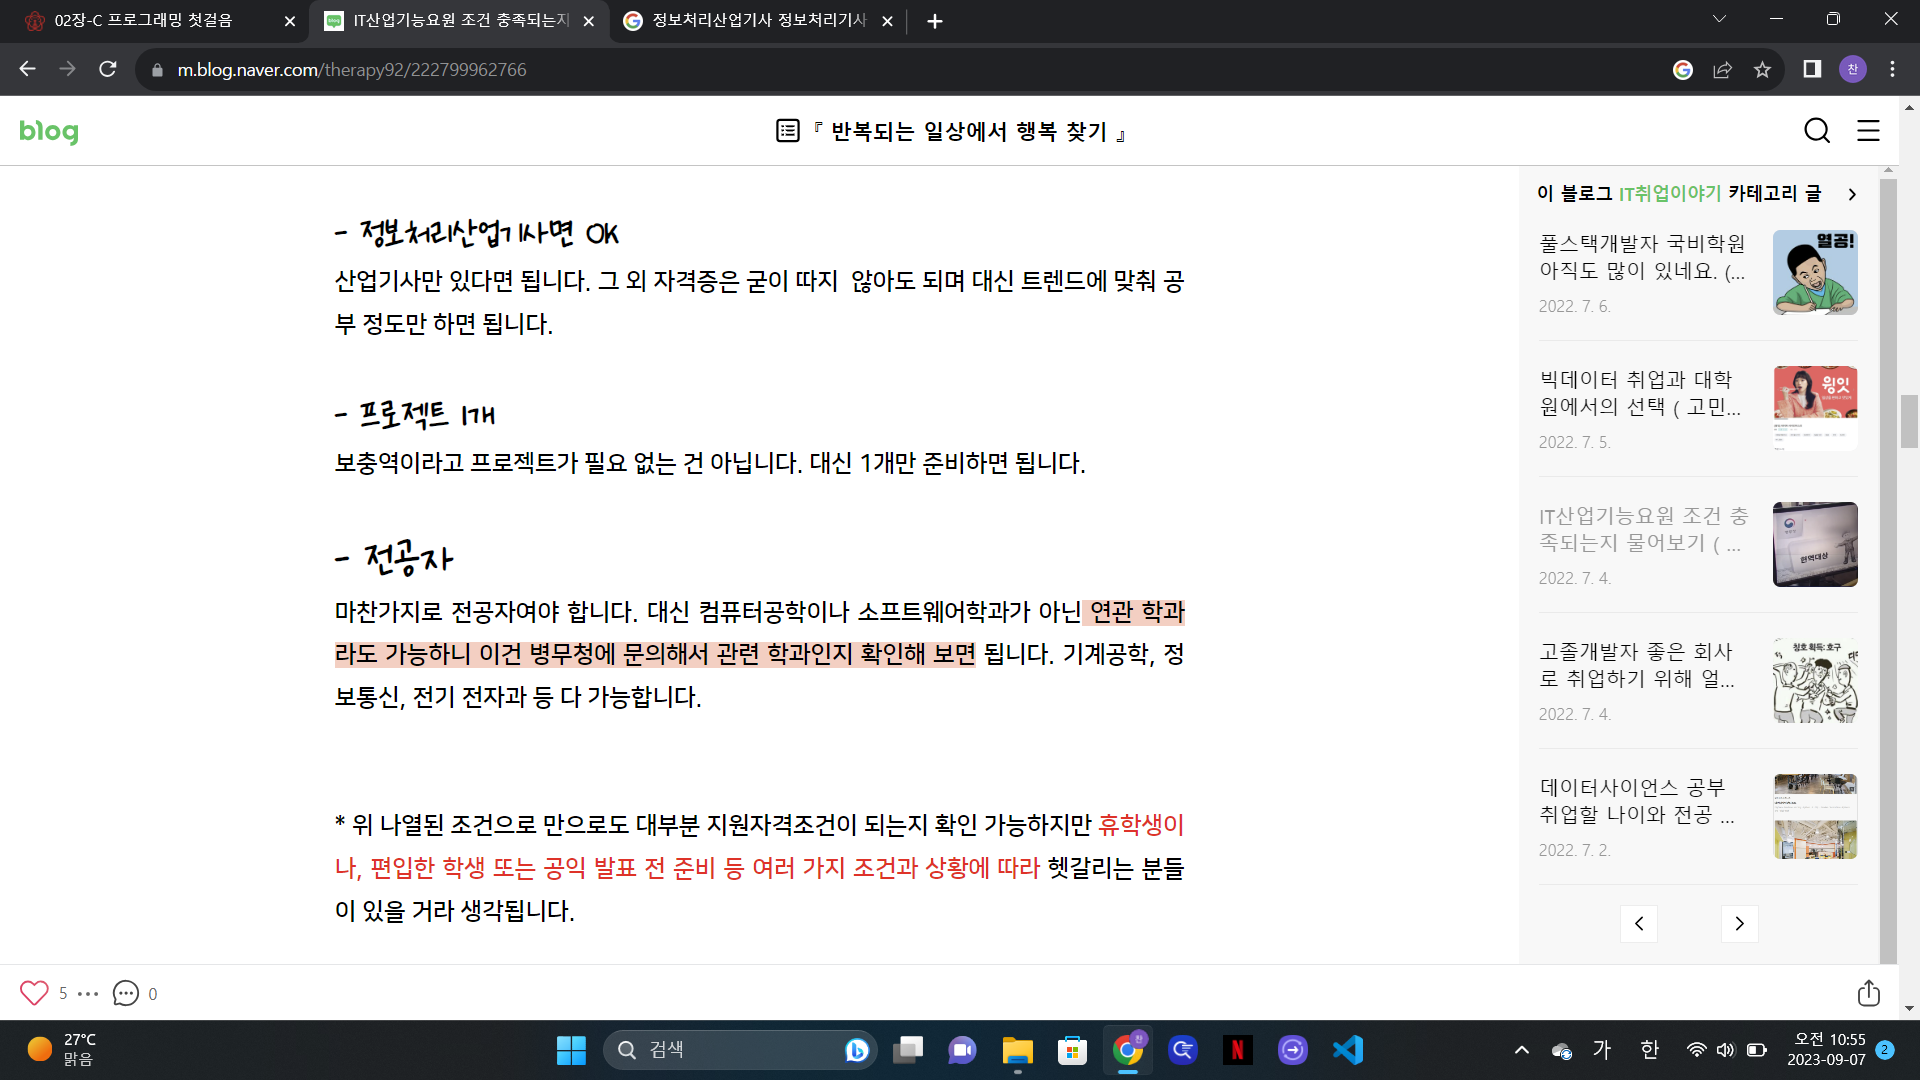 02장-C 프로그래밍 첫걸음
IT산업기능요원 조건 충족되는지
정보처리산업기사 정보처리기사
m.blog.naver.com/therapy92/222799962766
찬
blog
『 반복되는 일상에서 행복 찾기 』
- 정보처리산업기사면 OK
산업기사만 있다면 됩니다. 그 외 자격증은 굳이 따지 않아도 되며 대신 트렌드에 맞춰 공
부 정도만 하면 됩니다.
- 프로젝트 1개
보충역이라고 프로젝트가 필요 없는 건 아닙니다. 대신 1개만 준비하면 됩니다.
- 전공자
마찬가지로 전공자여야 합니다. 대신 컴퓨터공학이나 소프트웨어학과가 아닌 연관 학과
라도 가능하니 이건 병무청에 문의해서 관련 학과인지 확인해 보면 됩니다. 기계공학, 정
보통신, 전기 전자과 등 다 가능합니다.
* 위 나열된 조건으로 만으로도 대부분 지원자격조건이 되는지 확인 가능하지만 휴학생이
나, 편입한 학생 또는 공익 발표 전 준비 등 여러 가지 조건과 상황에 따라 헷갈리는 분들
이 있을 거라 생각됩니다.
이 블로그 IT취업이야기 카테고리 글
풀스택개발자 국비학원
아직도 많이 있네요. (...
2022. 7. 6.
열공!
빅데이터 취업과 대학
원에서의 선택 ( 고민...
2022. 7. 5.
윙잇
IT산업기능요원 조건 충
족되는지 물어보기 ( ...
2022. 7. 4.
현역대상
고졸개발자 좋은 회사
로 취업하기 위해 얼...
2022. 7. 4.
칭호 획득: 호구
데이터사이언스 공부
취업할 나이와 전공 ...
2022. 7. 2.
5
0
27°C
맑음
검색
찬
N
가
한
오전 10:55
2023-09-07
2